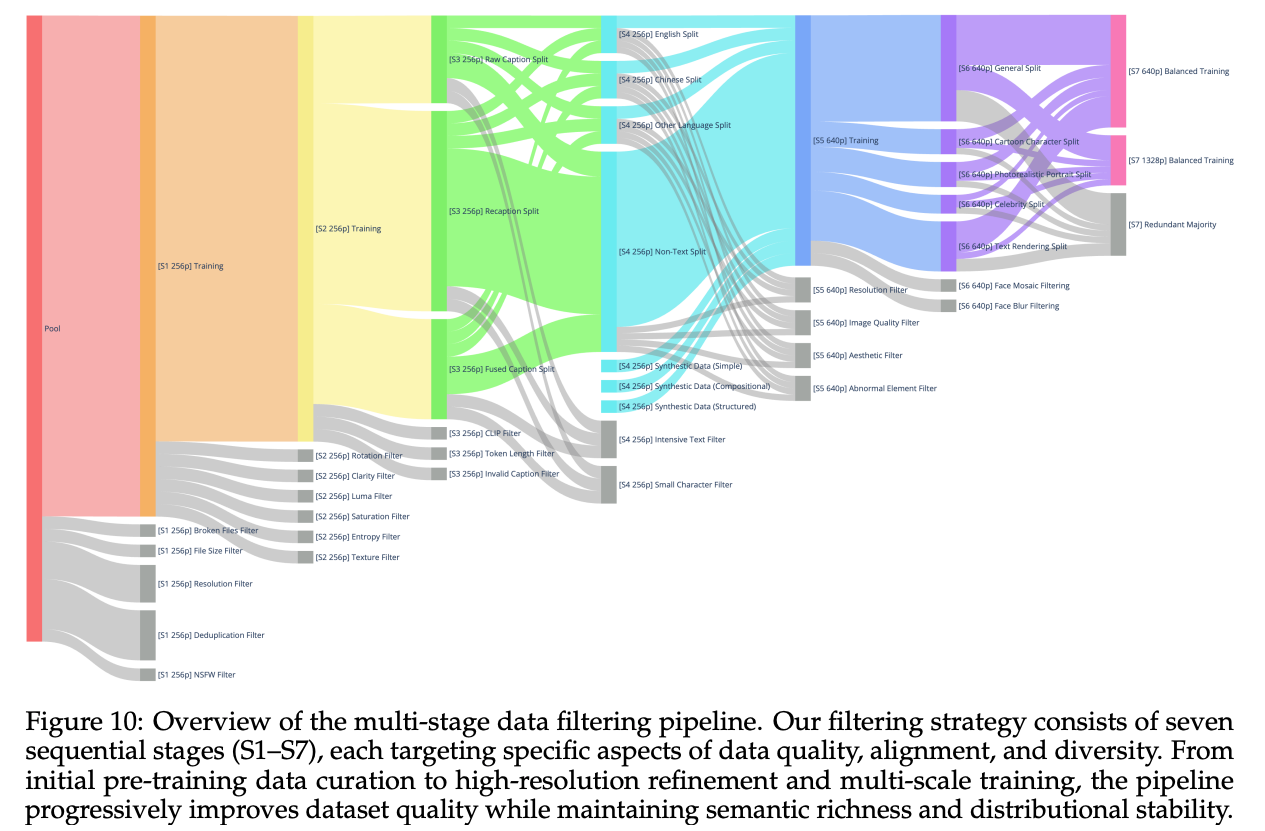 Pool
[S1 256p] Training
[S1 256p] Broken Files Filter
[S1 256p] File Size Filter
[S1 256p] Resolution Filter
[S1 256p] Deduplication Filter
[S1 256p] NSFW Filter
[S2 256p] Training
[S2 256p] Rotation Filter
[S2 256p] Clarity Filter
[S2 256p] Luma Filter
[S2 256p] Saturation Filter
[S2 256p] Entropy Filter
[S2 256p] Texture Filter
[S3 256p] Raw Caption Split
[S3 256p] Recaption Split
[S3 256p] Fused Caption Split
[S3 256p] CLIP Filter
[S3 256p] Token Length Filter
[S3 256p] Invalid Caption Filter
[S4 256p] English Split
[S4 256p] Chinese Split
[S4 256p] Other Language Split
[S4 256p] Non-Text Split
[S4 256p] Synthestic Data (Simple)
[S4 256p] Synthestic Data (Compositional)
[S4 256p] Synthestic Data (Structured)
[S4 256p] Intensive Text Filter
[S4 256p] Small Character Filter
[S5 640p] Training
[S5 640p] Resolution Filter
[S5 640p] Image Quality Filter
[S5 640p] Aesthetic Filter
[S5 640p] Abnormal Element Filter
[S6 640p] General Split
[S6 640p] Cartoon Character Split
[S6 640p] Photorealistic Portrait Split
[S6 640p] Celebrity Split
[S6 640p] Text Rendering Split
[S6 640p] Face Mosaic Filtering
[S6 640p] Face Blur Filtering
[S7 640p] Balanced Training
[S7 1328p] Balanced Training
[S7] Redundant Majority
Figure 10: Overview of the multi-stage data filtering pipeline. Our filtering strategy consists of seven
sequential stages (S1–S7), each targeting specific aspects of data quality, alignment, and diversity. From
initial pre-training data curation to high-resolution refinement and multi-scale training, the pipeline
progressively improves dataset quality while maintaining semantic richness and distributional stability.